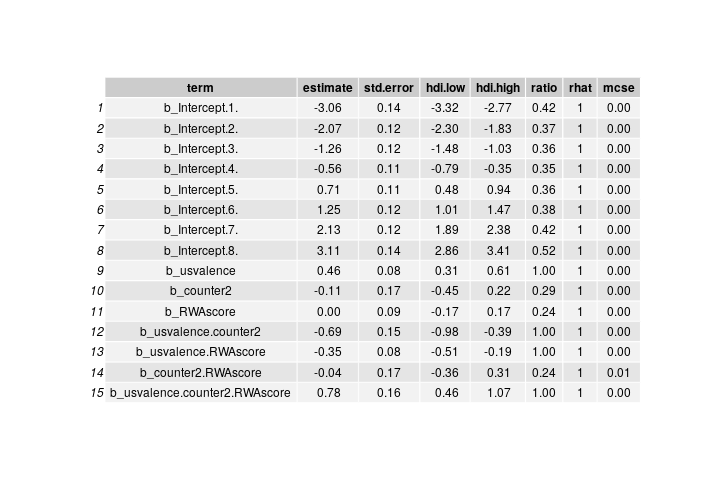 term estimate std.error hdi.low hdi.high ratio rhat mcse
1 b_Intercept.1. -3.06 0.14 -3.32 -2.77 0.42 1 0.00
2 b_Intercept.2. -2.07 0.12 -2.30 -1.83 0.37 1 0.00
3 b_Intercept.3. -1.26 0.12 -1.48 -1.03 0.36 1 0.00
4 b_Intercept.4. -0.56 0.11 -0.79 -0.35 0.35 1 0.00
5 b_Intercept.5. 0.71 0.11 0.48 0.94 0.36 1 0.00
6 b_Intercept.6. 1.25 0.12 1.01 1.47 0.38 1 0.00
7 b_Intercept.7. 2.13 0.12 1.89 2.38 0.42 1 0.00
8 b_Intercept.8. 3.11 0.14 2.86 3.41 0.52 1 0.00
9 b_usvalence 0.46 0.08 0.31 0.61 1.00 1 0.00
10 b_counter2 -0.11 0.17 -0.45 0.22 0.29 1 0.00
11 b_RWAscore 0.00 0.09 -0.17 0.17 0.24 1 0.00
12 b_usvalence.counter2 -0.69 0.15 -0.98 -0.39 1.00 1 0.00
13 b_usvalence.RWAscore -0.35 0.08 -0.51 -0.19 1.00 1 0.00
14 b_counter2.RWAscore -0.04 0.17 -0.36 0.31 0.24 1 0.01
15 b_usvalence.counter2.RWAscore 0.78 0.16 0.46 1.07 1.00 1 0.00